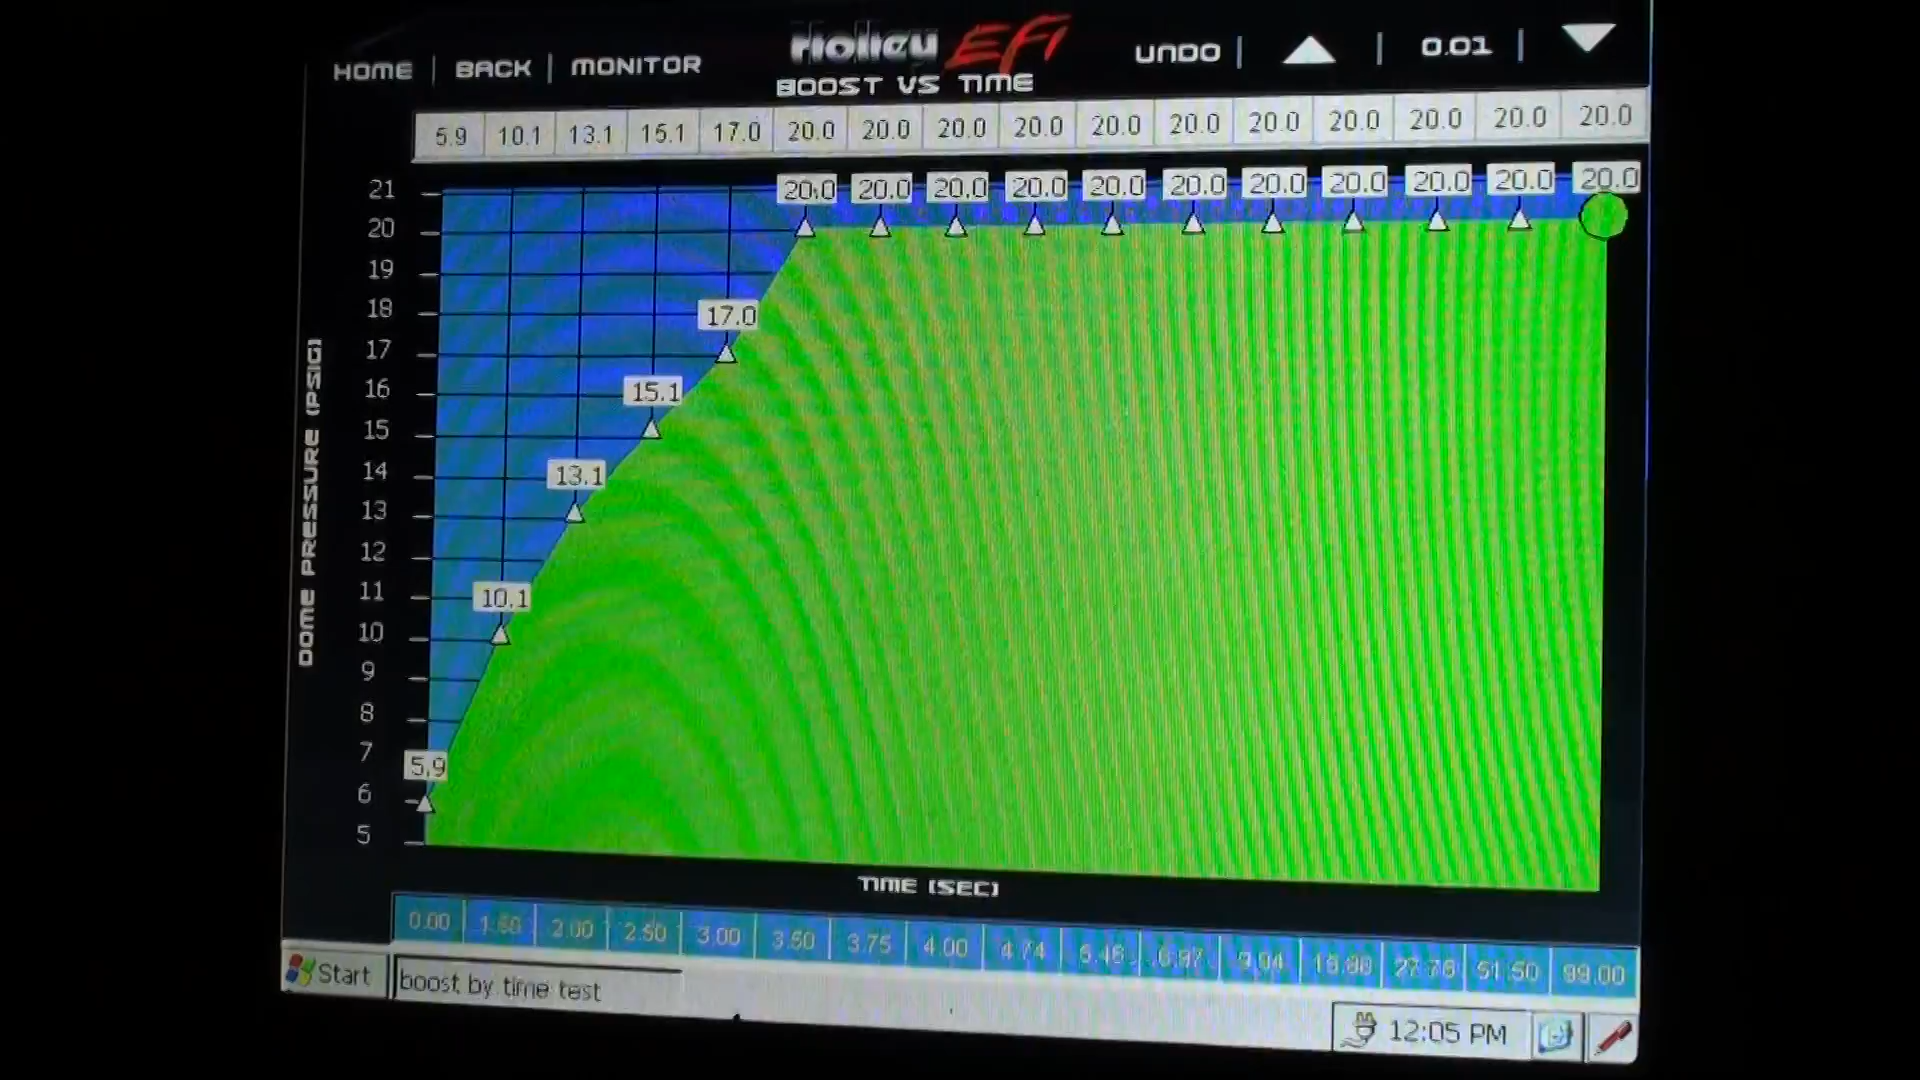 HOME | BACK | MONITOR
Holley EFI
UNDO | | 0.01 |
BOOST VS TIME
5.9 10.1 13.1 15.1 17.0 20.0 20.0 20.0 20.0 20.0 20.0 20.0 20.0 20.0 20.0 20.0
20.0 20.0 20.0 20.0 20.0 20.0 20.0 20.0 20.0 20.0 20.0
21
20
19
18
17.0
17
16
15.1
15
14
13.1
13
12
11
10.1
10
9
8
7
5.9
6
5
DOME PRESSURE (PSIG)
TIME (SEC)
0.00 1.50 2.00 2.50 3.00 3.50 3.75 4.00 4.74 51.50 99.00
Start
boost by time test
12:05 PM